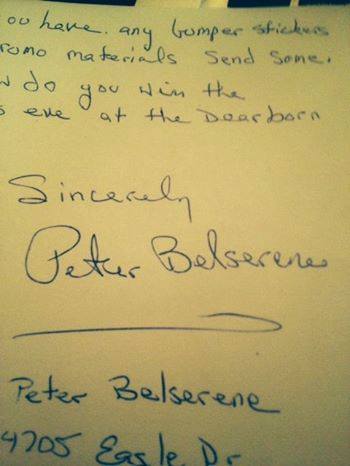 ou have any bumper stickers
romo materials send some.
w do you win the
s eve at the Dearborn
Sincerely
Peter Belserene
Peter Belserene
4705 Eagle Dr